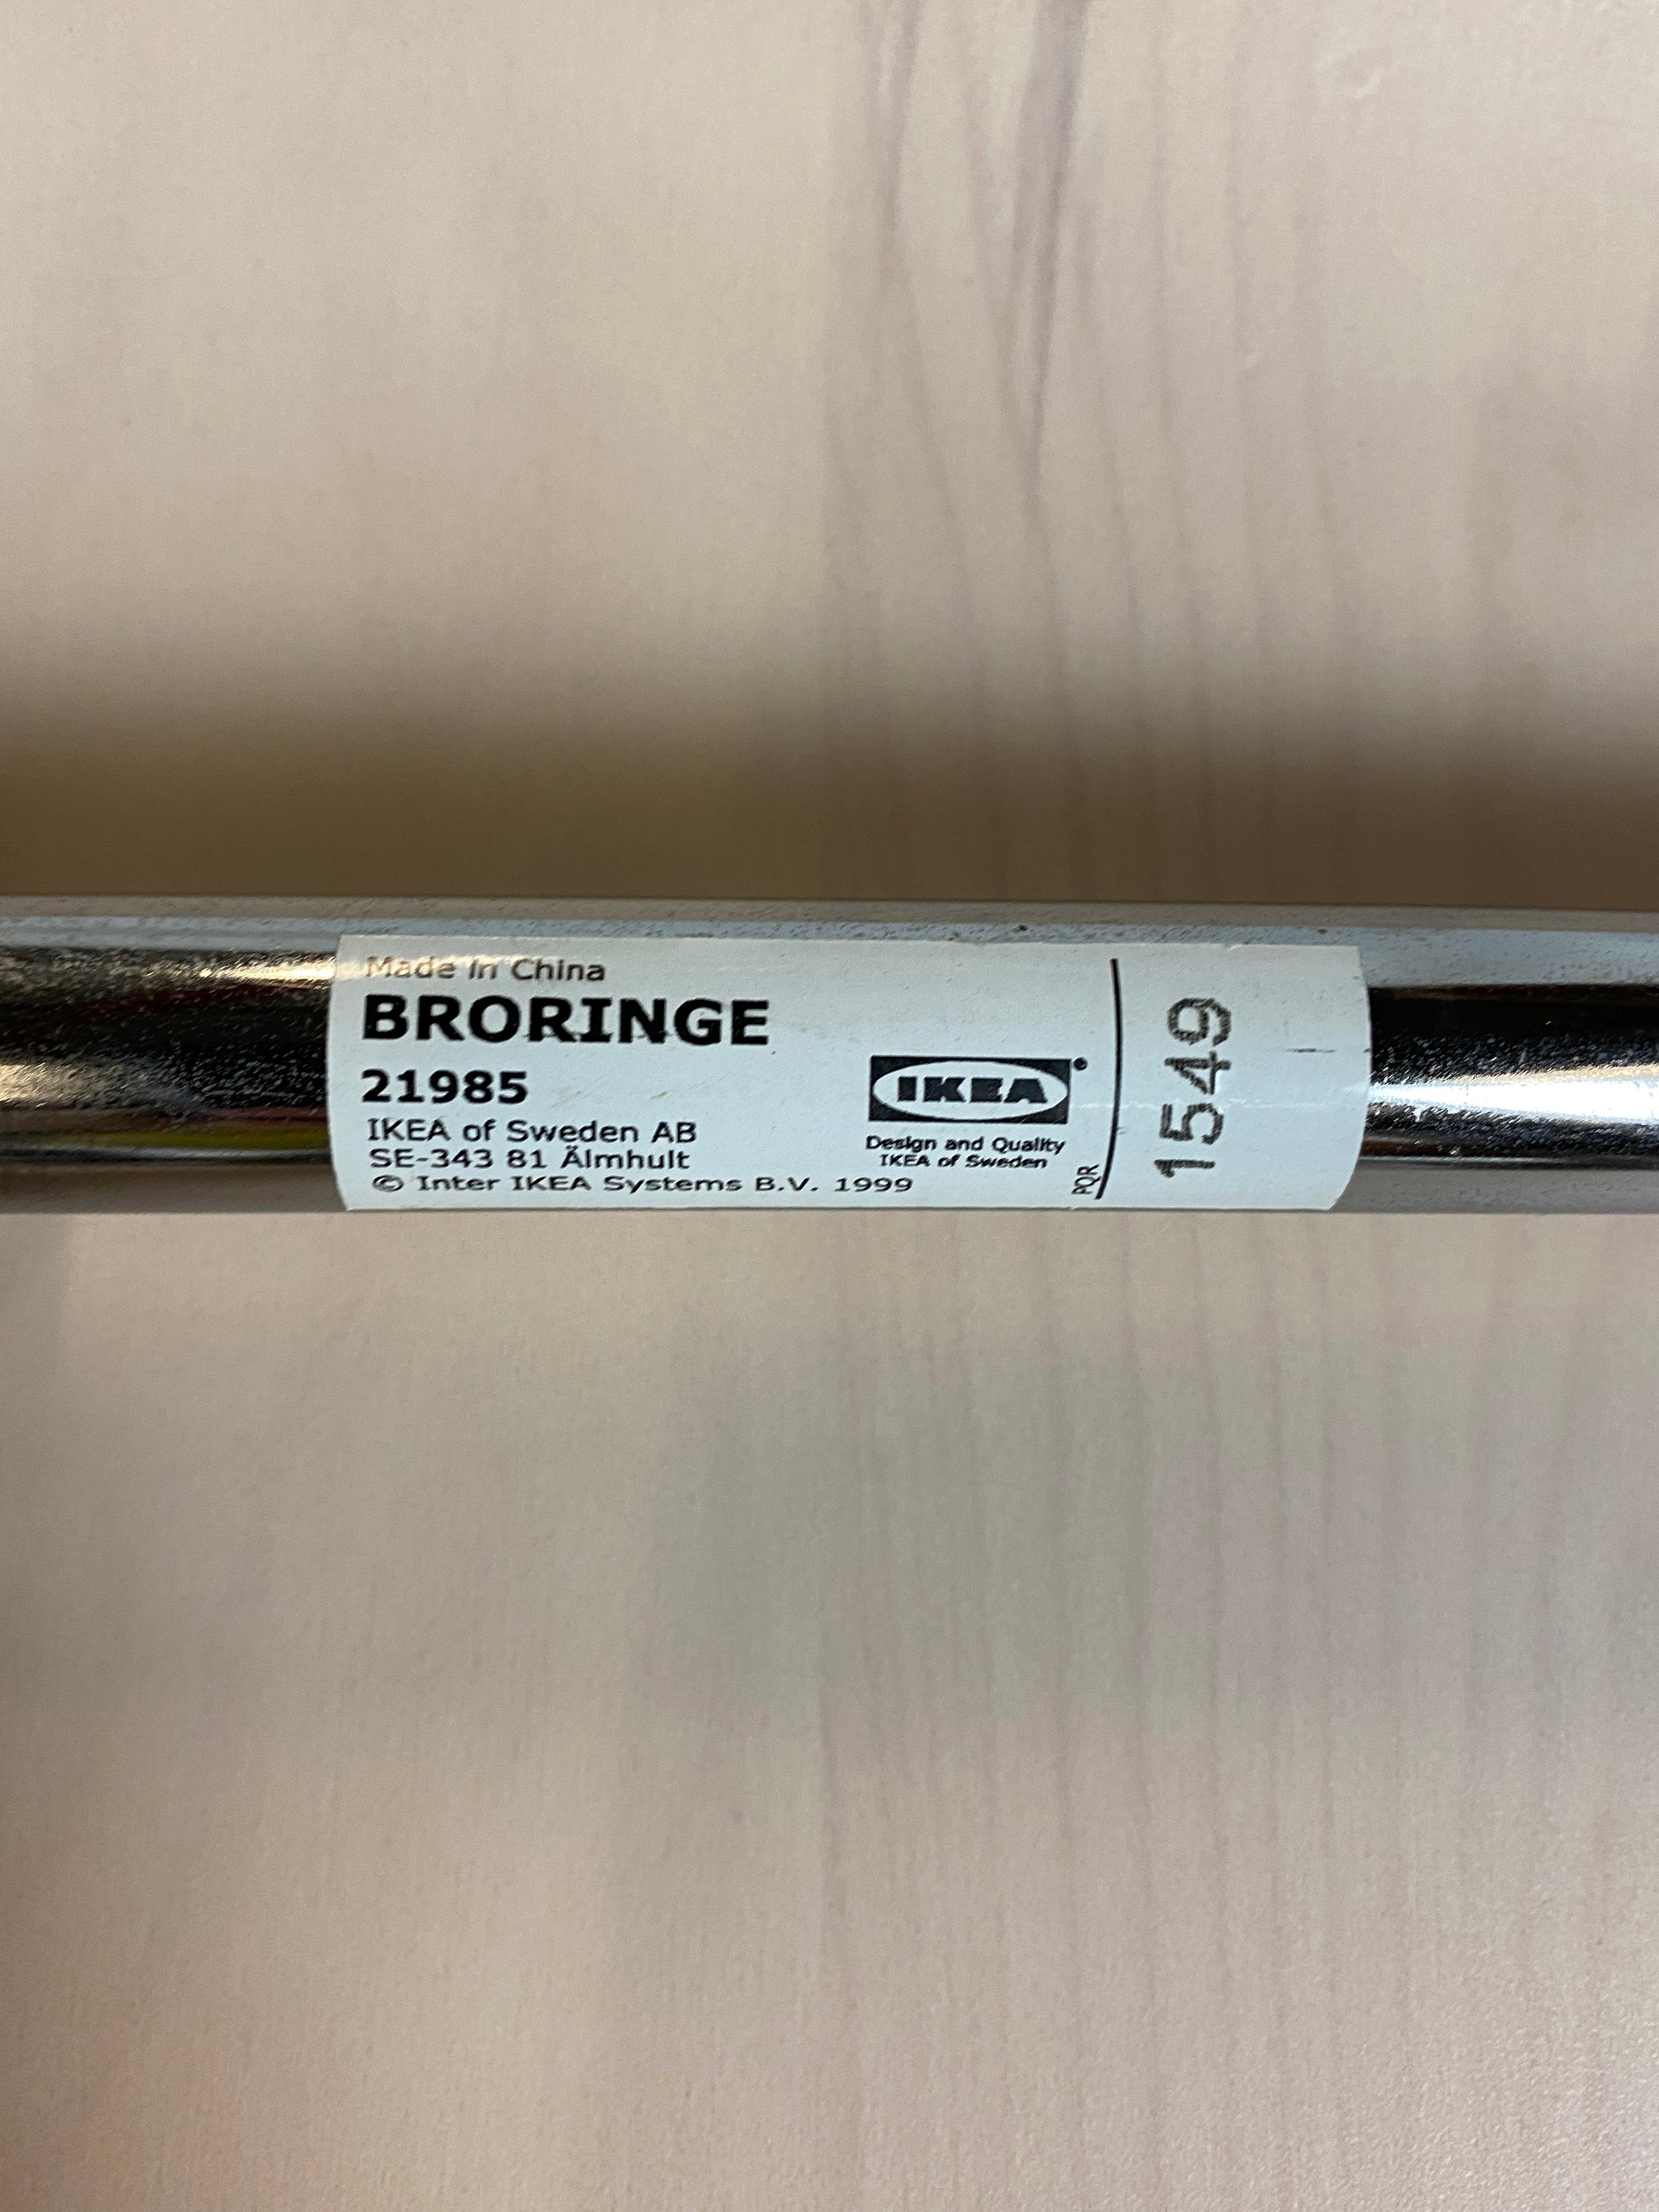 Made in China
BRORINGE
21985
IKEA of Sweden AB
SE-343 81 Älmhult
© Inter IKEA Systems B.V. 1999
IKEA
Design and Quality
IKEA of Sweden
PQR
1549